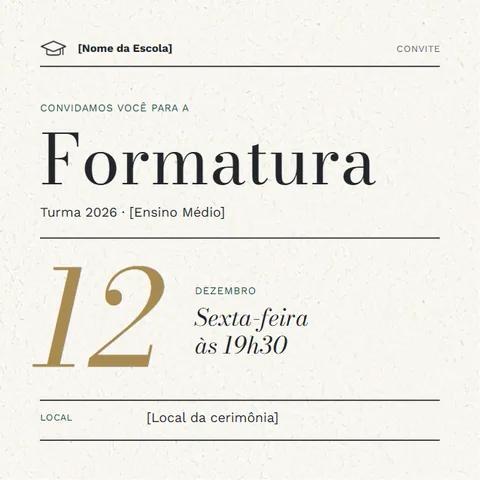 [Nome da Escola]
CONVITE
CONVIDAMOS VOCÊ PARA A
Formatura
Turma 2026 · [Ensino Médio]
12
DEZEMBRO
Sexta-feira
às 19h30
LOCAL
[Local da cerimônia]